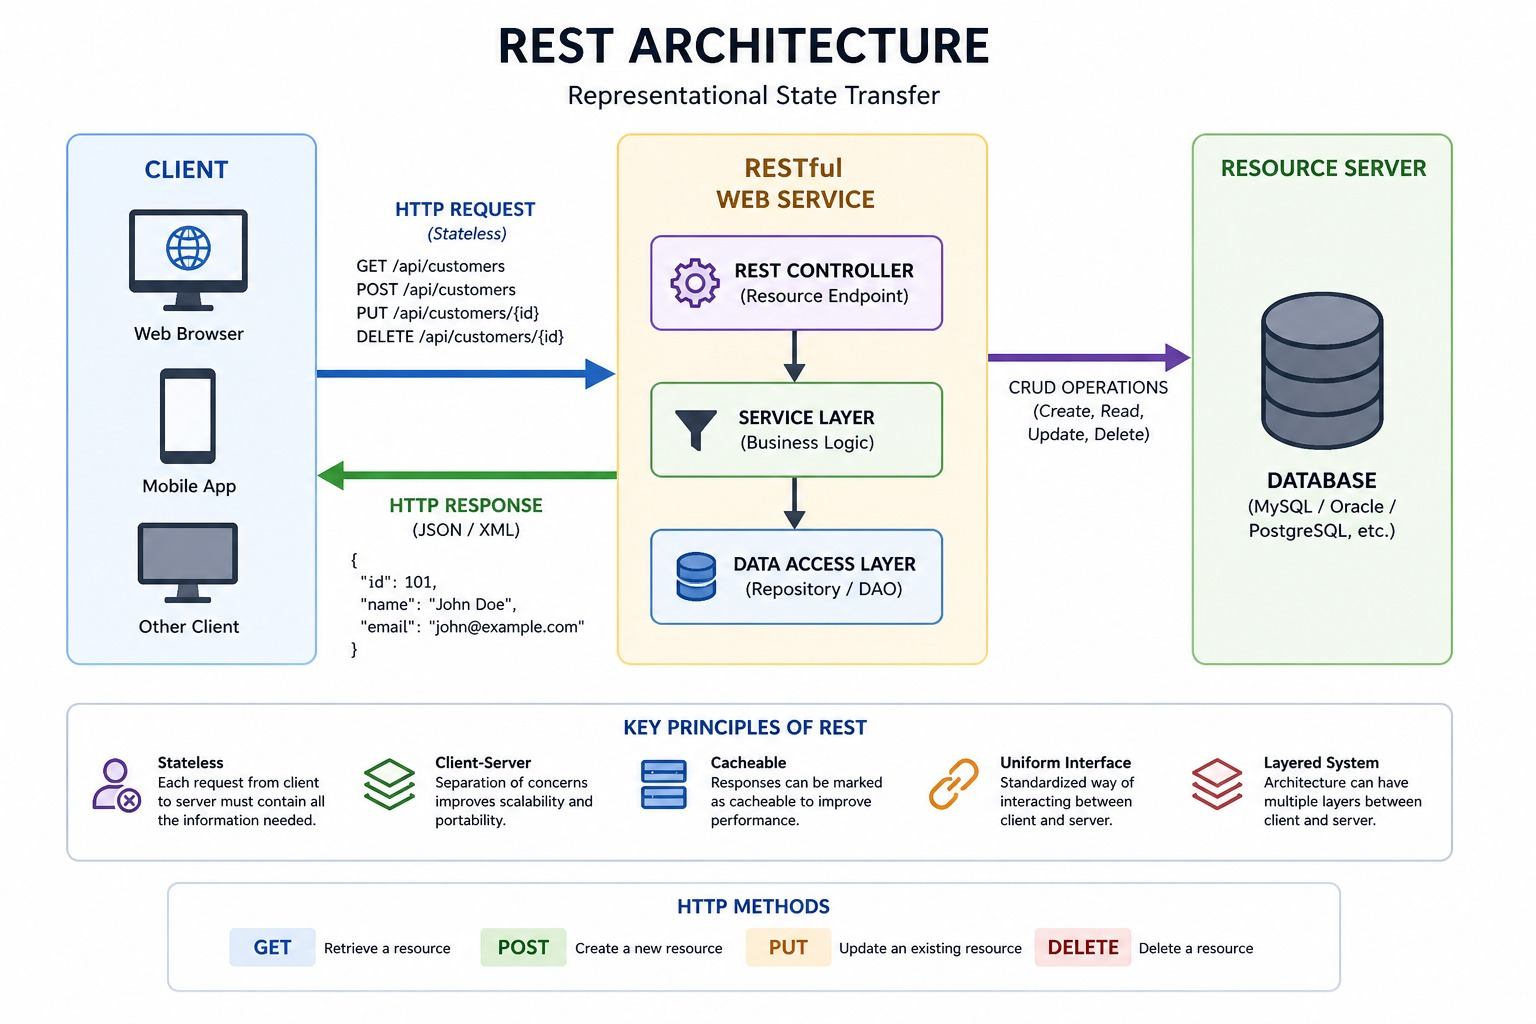 REST ARCHITECTURE
Representational State Transfer
CLIENT
Web Browser
Mobile App
Other Client
HTTP REQUEST
(Stateless)
GET /api/customers
POST /api/customers
PUT /api/customers/{id}
DELETE /api/customers/{id}
HTTP RESPONSE
(JSON / XML)
{
"id": 101,
"name": "John Doe",
"email": "john@example.com"
}
RESTful
WEB SERVICE
REST CONTROLLER
(Resource Endpoint)
SERVICE LAYER
(Business Logic)
DATA ACCESS LAYER
(Repository / DAO)
CRUD OPERATIONS
(Create, Read,
Update, Delete)
RESOURCE SERVER
DATABASE
(MySQL / Oracle /
PostgreSQL, etc.)
KEY PRINCIPLES OF REST
Stateless
Each request from client
to server must contain all
the information needed.
Client-Server
Separation of concerns
improves scalability and
portability.
Cacheable
Responses can be marked
as cacheable to improve
performance.
Uniform Interface
Standardized way of
interacting between
client and server.
Layered System
Architecture can have
multiple layers between
client and server.
HTTP METHODS
GET Retrieve a resource
POST Create a new resource
PUT Update an existing resource
DELETE Delete a resource